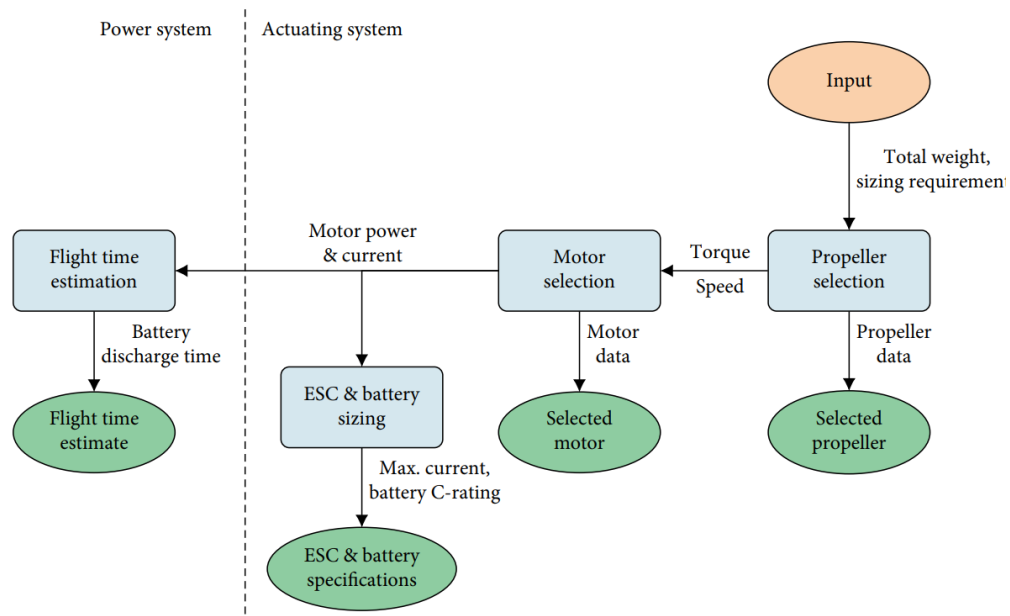 Power system
Actuating system
Input
Total weight,
sizing requirement
Motor power
& current
Flight time
estimation
Motor
selection
Torque
Speed
Propeller
selection
Battery
discharge time
Motor
data
Propeller
data
ESC & battery
sizing
Flight time
estimate
Selected
motor
Selected
propeller
Max. current,
battery C-rating
ESC & battery
specifications